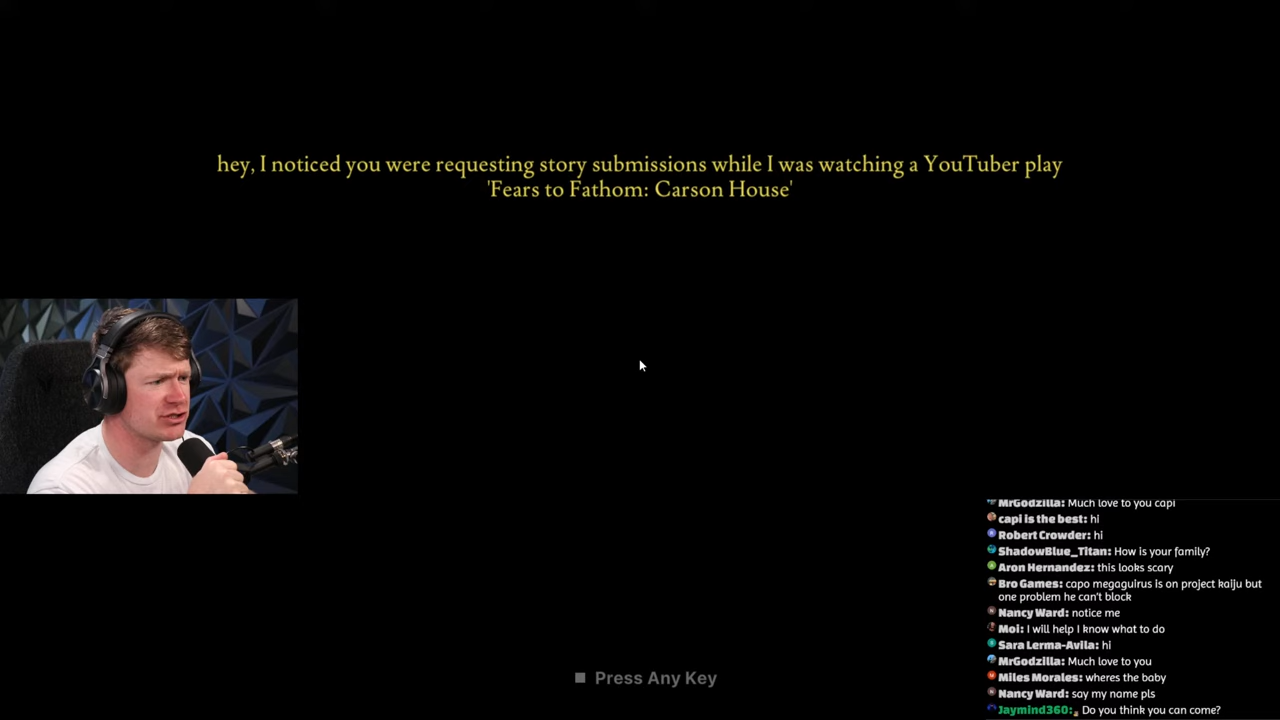 hey, I noticed you were requesting story submissions while I was watching a YouTuber play
'Fears to Fathom: Carson House'
MrGodzilla: Much love to you capi
capi is the best: hi
Robert Crowder: hi
ShadowBlue_Titan: How is your family?
Aron Hernandez: this looks scary
Bro Games: capo megaguirus is on project kaiju but
one problem he can't block
Nancy Ward: notice me
Moi: I will help I know what to do
Sara Lerma-Avila: hi
MrGodzilla: Much love to you
Miles Morales: wheres the baby
Nancy Ward: say my name pls
Jaymind360: Do you think you can come?
Press Any Key